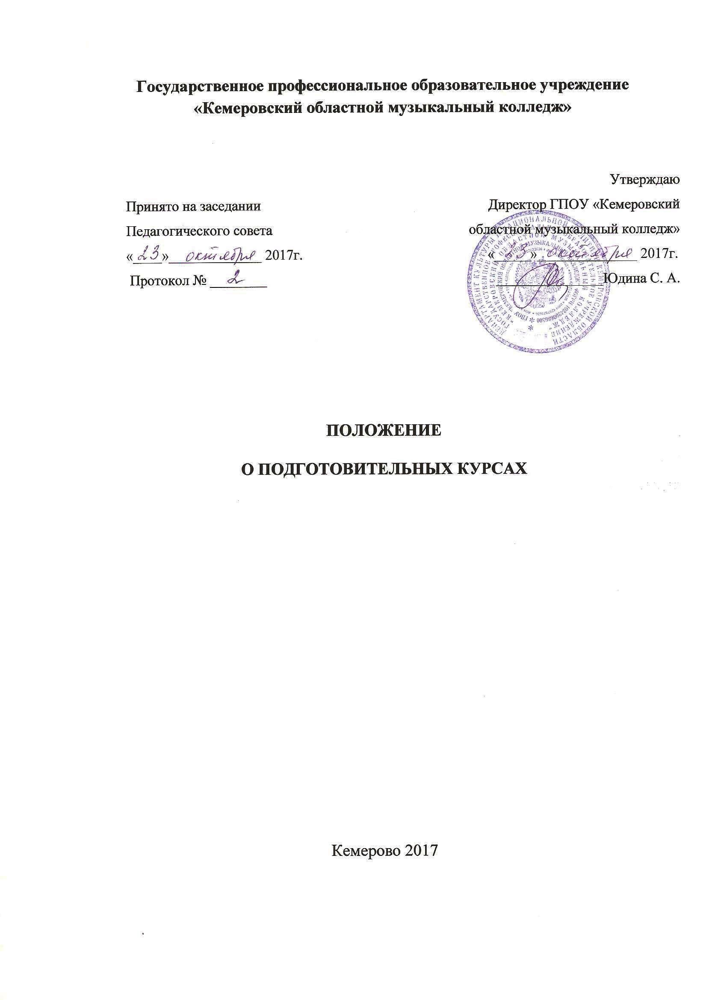 Государственное профессиональное образовательное учреждение
«Кемеровский областной музыкальный колледж»
Принято на заседании
Педагогического совета
«23» октября 2017г.
Протокол № 2
Утверждаю
Директор ГПОУ «Кемеровский
областной музыкальный колледж»
«23» октября 2017г.
Юдина С. А.
ПОЛОЖЕНИЕ
О ПОДГОТОВИТЕЛЬНЫХ КУРСАХ
Кемерово 2017